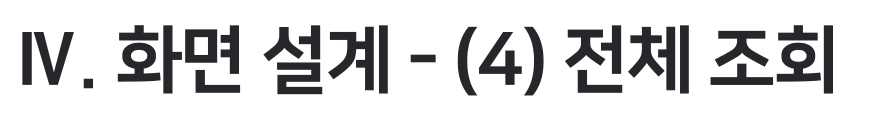 Ⅳ. 화면 설계 - (4) 전체 조회